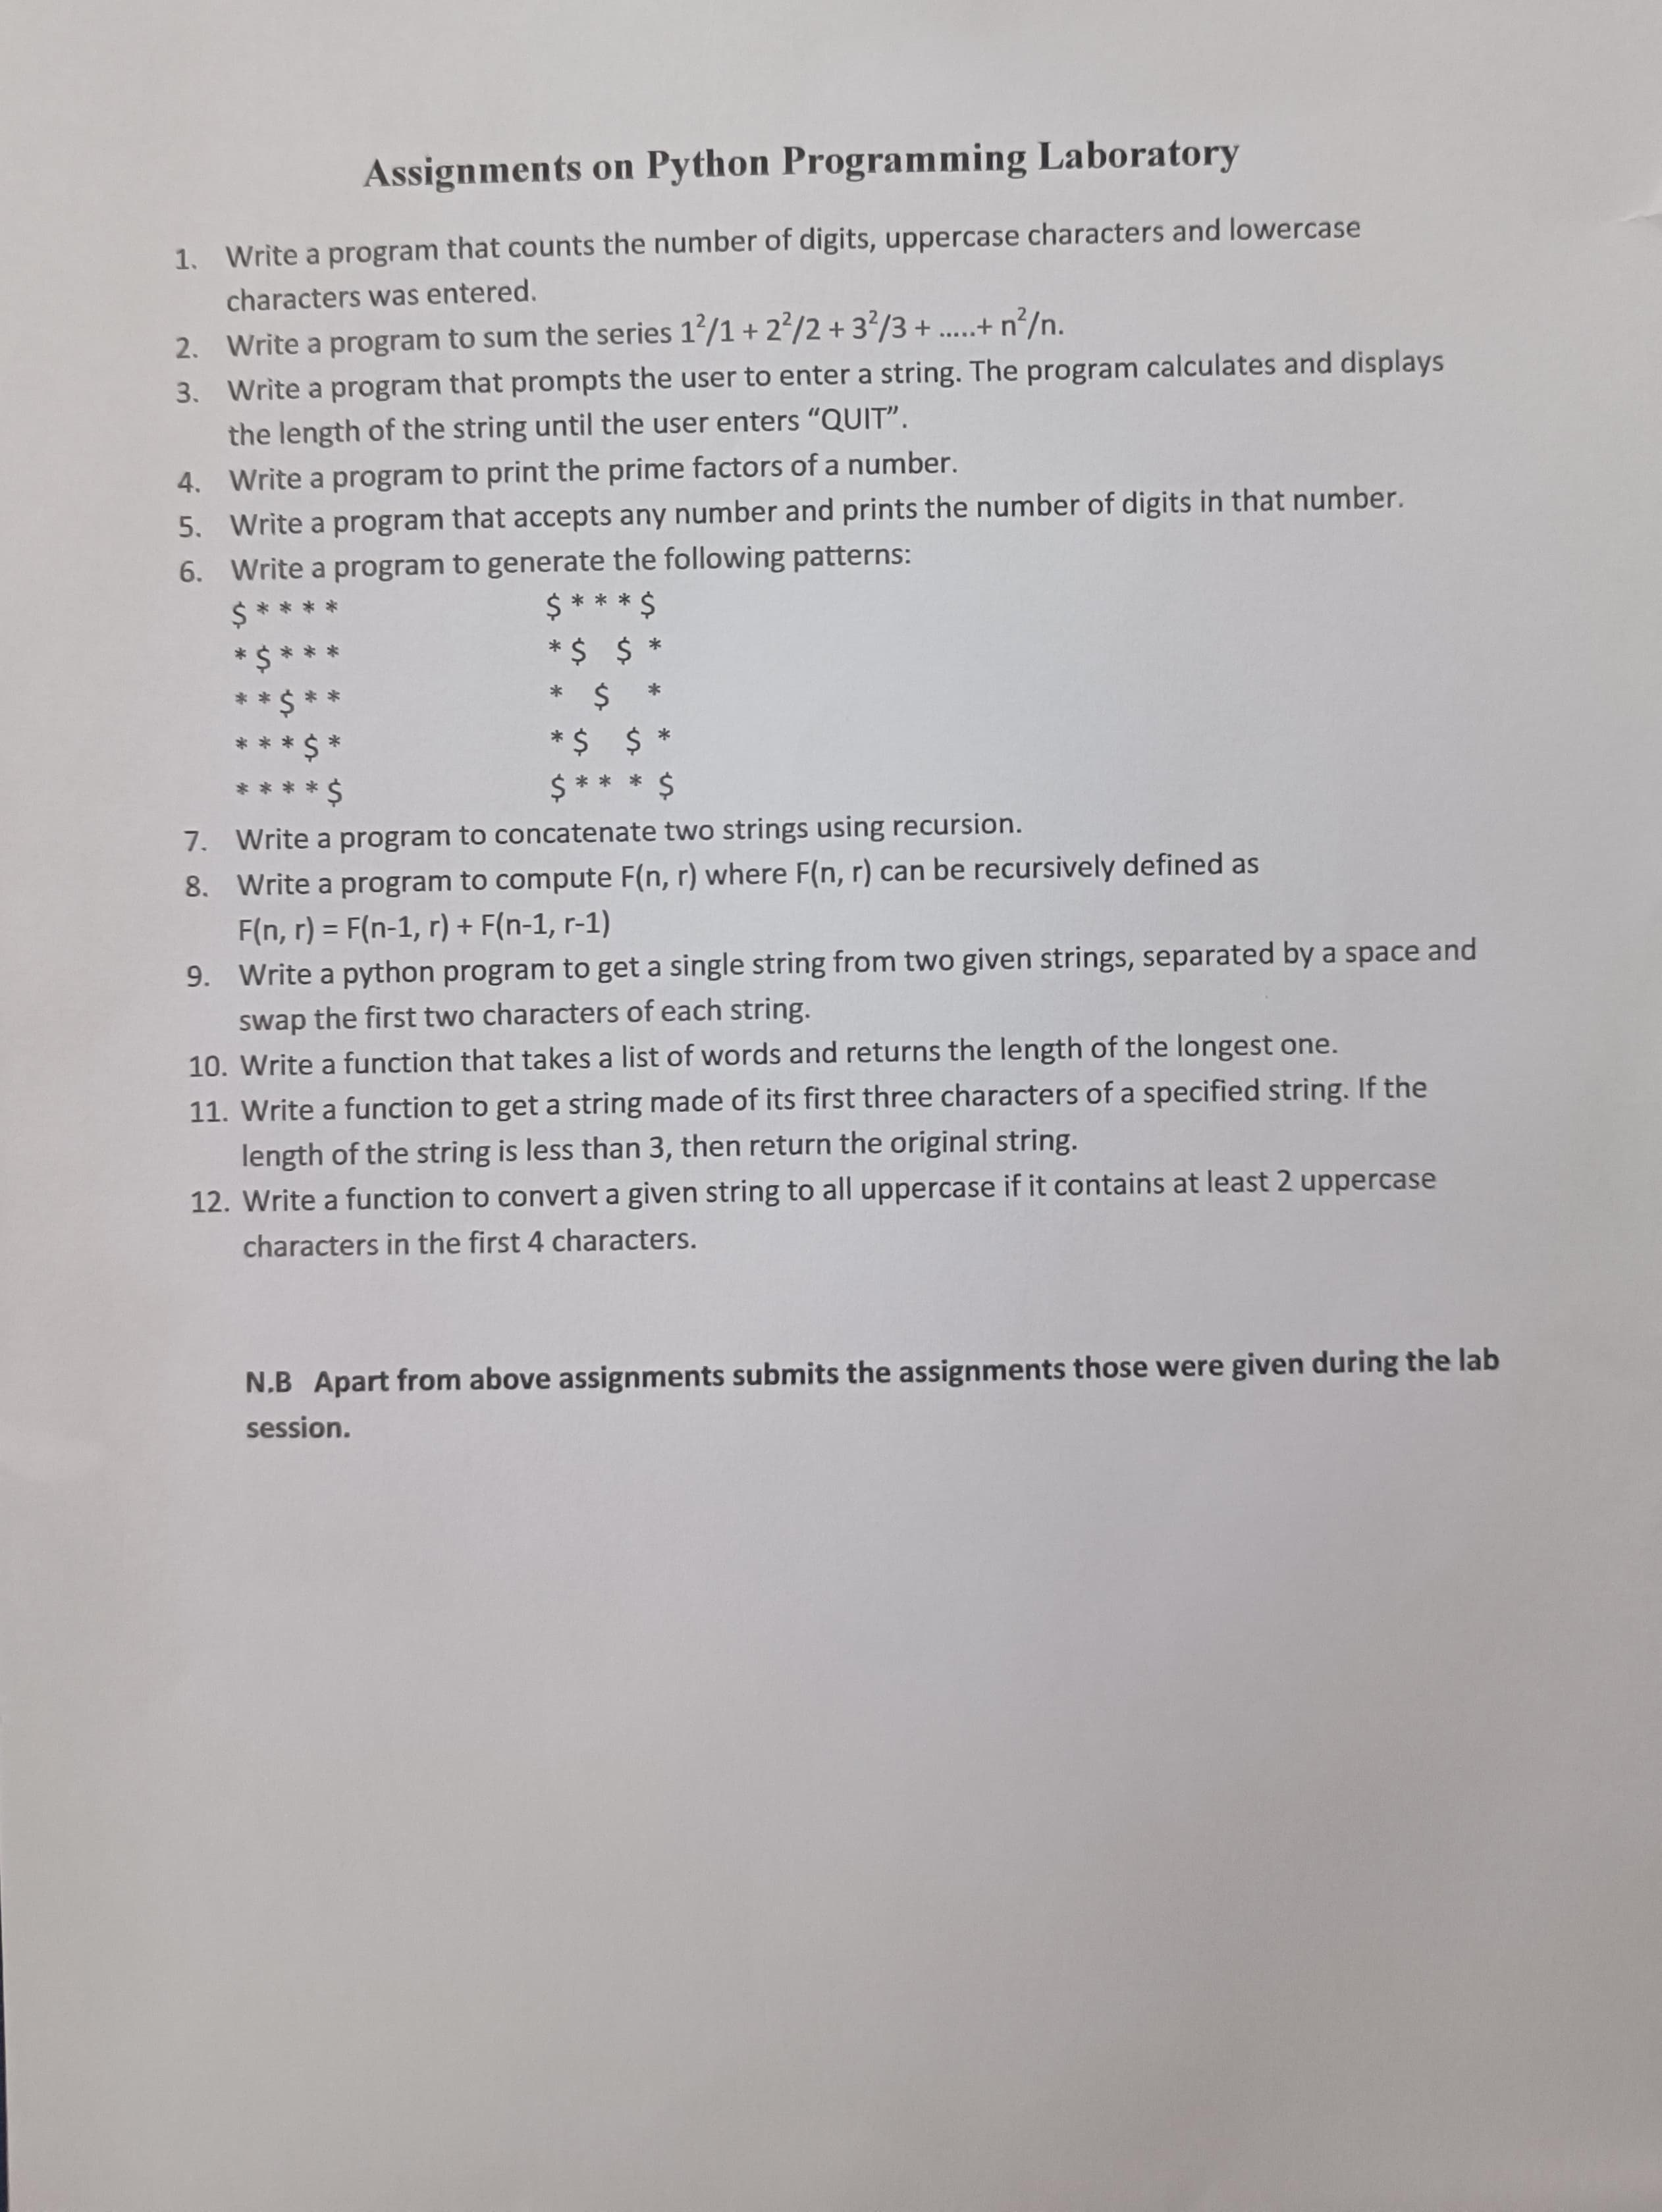 Assignments on Python Programming Laboratory
1. Write a program that counts the number of digits, uppercase characters and lowercase
characters was entered.
2. Write a program to sum the series 1²/1 + 2²/2 + 3²/3 + .....+ n²/n.
3. Write a program that prompts the user to enter a string. The program calculates and displays
the length of the string until the user enters “QUIT”.
4. Write a program to print the prime factors of a number.
5. Write a program that accepts any number and prints the number of digits in that number.
6. Write a program to generate the following patterns:
$ * * * * $ * * * $
* $ * * * * $ $ *
* * $ * * * $ *
* * * $ * * $ $ *
* * * * $ $ * * * $
7. Write a program to concatenate two strings using recursion.
8. Write a program to compute F(n, r) where F(n, r) can be recursively defined as
F(n, r) = F(n-1, r) + F(n-1, r-1)
9. Write a python program to get a single string from two given strings, separated by a space and
swap the first two characters of each string.
10. Write a function that takes a list of words and returns the length of the longest one.
11. Write a function to get a string made of its first three characters of a specified string. If the
length of the string is less than 3, then return the original string.
12. Write a function to convert a given string to all uppercase if it contains at least 2 uppercase
characters in the first 4 characters.
N.B Apart from above assignments submits the assignments those were given during the lab
session.